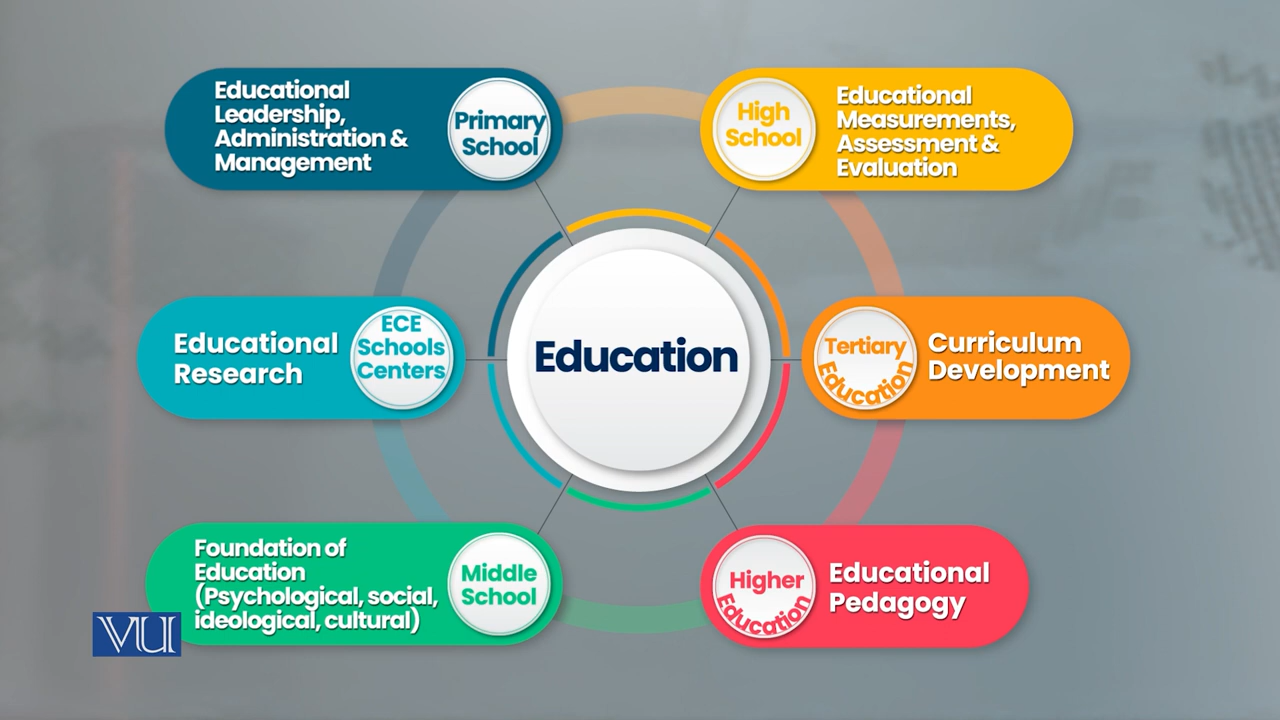 Educational
Leadership,
Administration &
Management
Primary
School
High
School
Educational
Measurements,
Assessment &
Evaluation
Educational
Research
ECE
Schools
Centers
Education
Tertiary
Education
Curriculum
Development
Foundation of
Education
(Psychological, social,
ideological, cultural)
Middle
School
Higher
Education
Educational
Pedagogy
VU